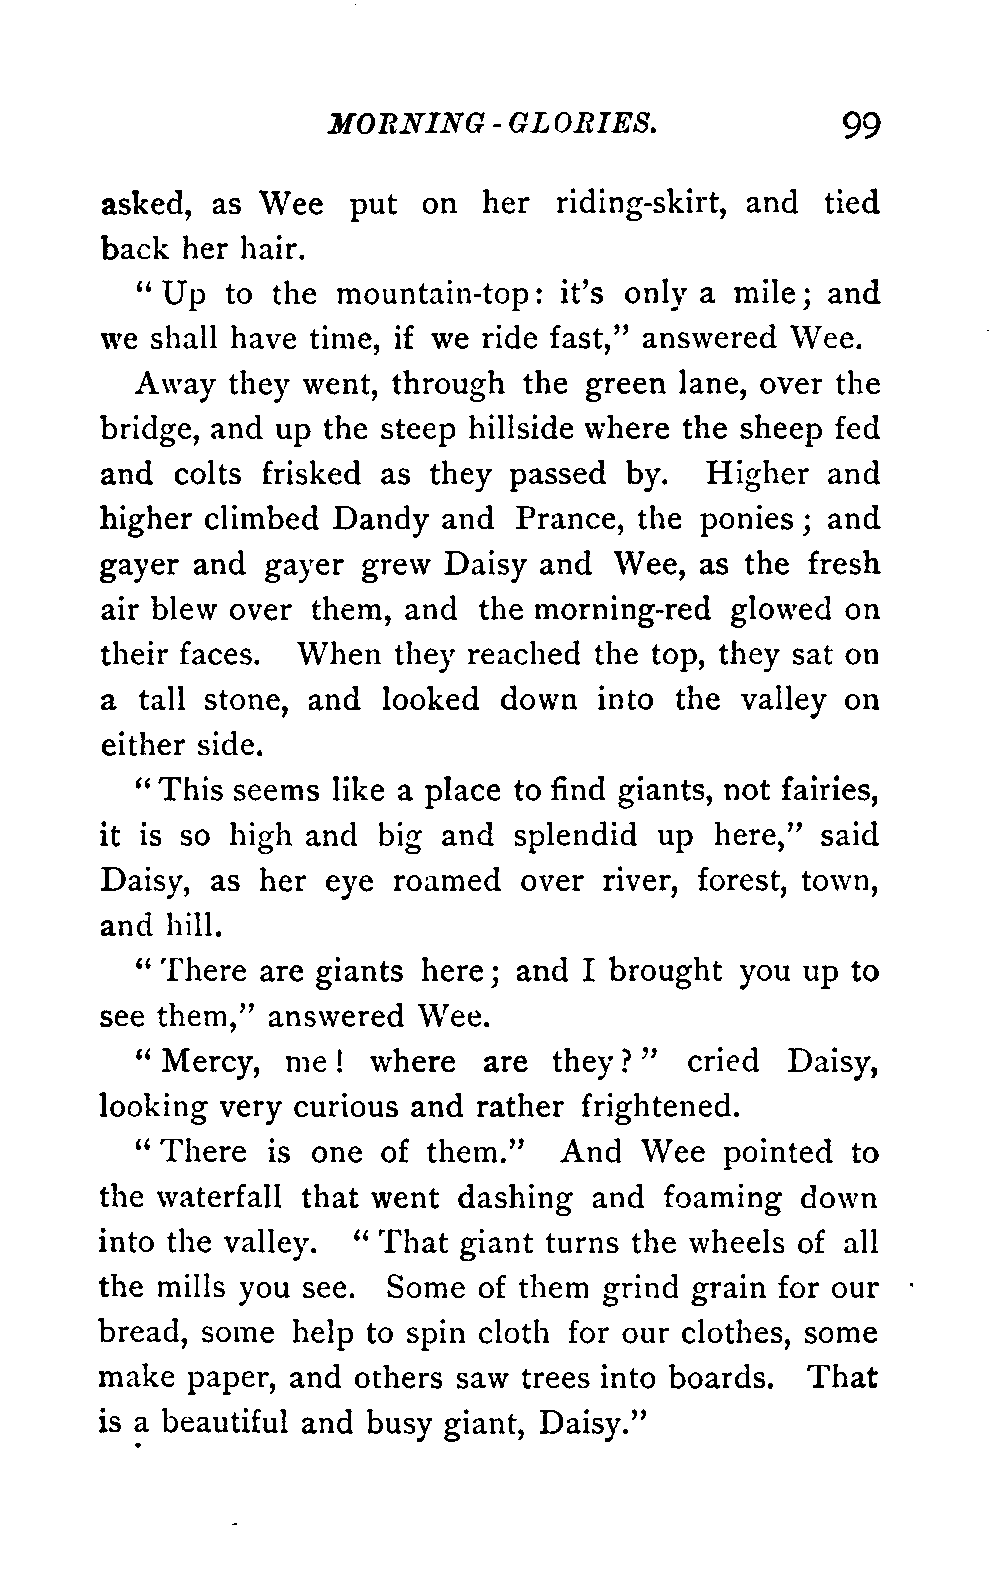 MORNING-GLORIES. 99
asked, as Wee put on her riding-skirt, and tied
back her hair.
"Up to the mountain-top: it's only a mile; and
we shall have time, if we ride fast," answered Wee.
Away they went, through the green lane, over the
bridge, and up the steep hillside where the sheep fed
and colts frisked as they passed by. Higher and
higher climbed Dandy and Prance, the ponies; and
gayer and gayer grew Daisy and Wee, as the fresh
air blew over them, and the morning-red glowed on
their faces. When they reached the top, they sat on
a tall stone, and looked down into the valley on
either side.
"This seems like a place to find giants, not fairies,
it is so high and big and splendid up here," said
Daisy, as her eye roamed over river, forest, town,
and hill.
"There are giants here; and I brought you up to
see them," answered Wee.
"Mercy, me! where are they?" cried Daisy,
looking very curious and rather frightened.
"There is one of them." And Wee pointed to
the waterfall that went dashing and foaming down
into the valley. "That giant turns the wheels of all
the mills you see. Some of them grind grain for our
bread, some help to spin cloth for our clothes, some
make paper, and others saw trees into boards. That
is a beautiful and busy giant, Daisy."